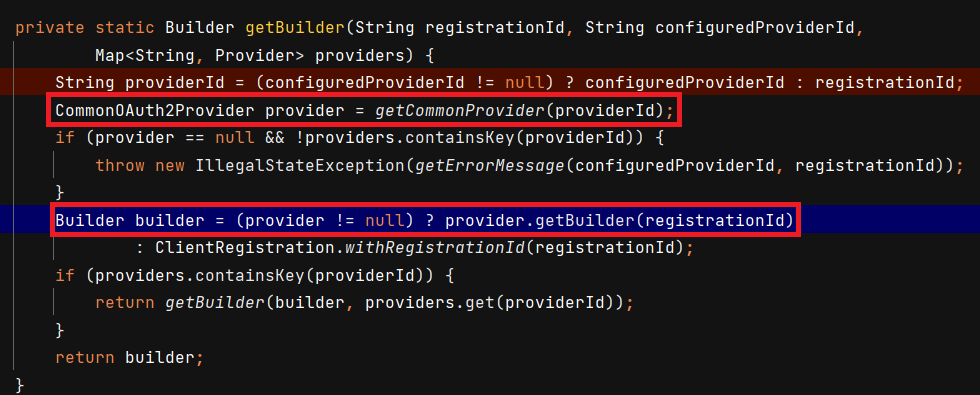 private static Builder getBuilder(String registrationId, String configuredProviderId,
Map<String, Provider> providers) {
String providerId = (configuredProviderId != null) ? configuredProviderId : registrationId;
CommonOAuth2Provider provider = getCommonProvider(providerId);
if (provider == null && !providers.containsKey(providerId)) {
throw new IllegalStateException(getErrorMessage(configuredProviderId, registrationId));
}
Builder builder = (provider != null) ? provider.getBuilder(registrationId)
: ClientRegistration.withRegistrationId(registrationId);
if (providers.containsKey(providerId)) {
return getBuilder(builder, providers.get(providerId));
}
return builder;
}